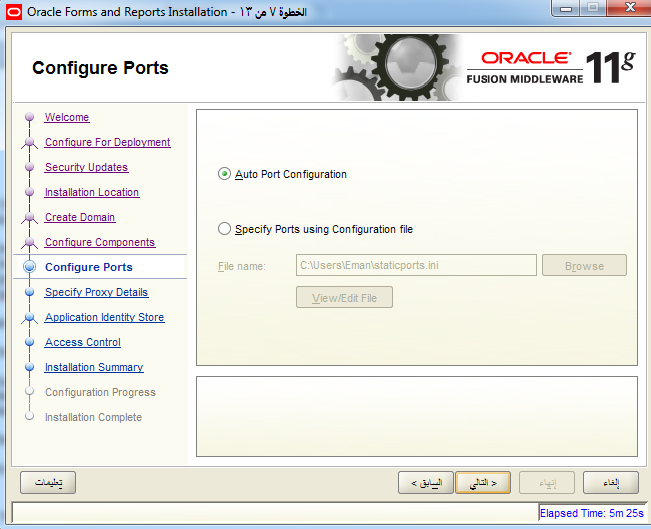 Oracle Forms and Reports Installation - الخطوة ٧ من ١٣
Configure Ports
ORACLE
FUSION MIDDLEWARE 11g
Welcome
Configure For Deployment
Security Updates
Installation Location
Create Domain
Configure Components
Configure Ports
Specify Proxy Details
Application Identity Store
Access Control
Installation Summary
Configuration Progress
Installation Complete
Auto Port Configuration
Specify Ports using Configuration file
File name: C:\Users\Eman\staticports.ini Browse
View/Edit File
تعليمات
< السابق
التالي >
إنهاء
إلغاء
Elapsed Time: 5m 25s